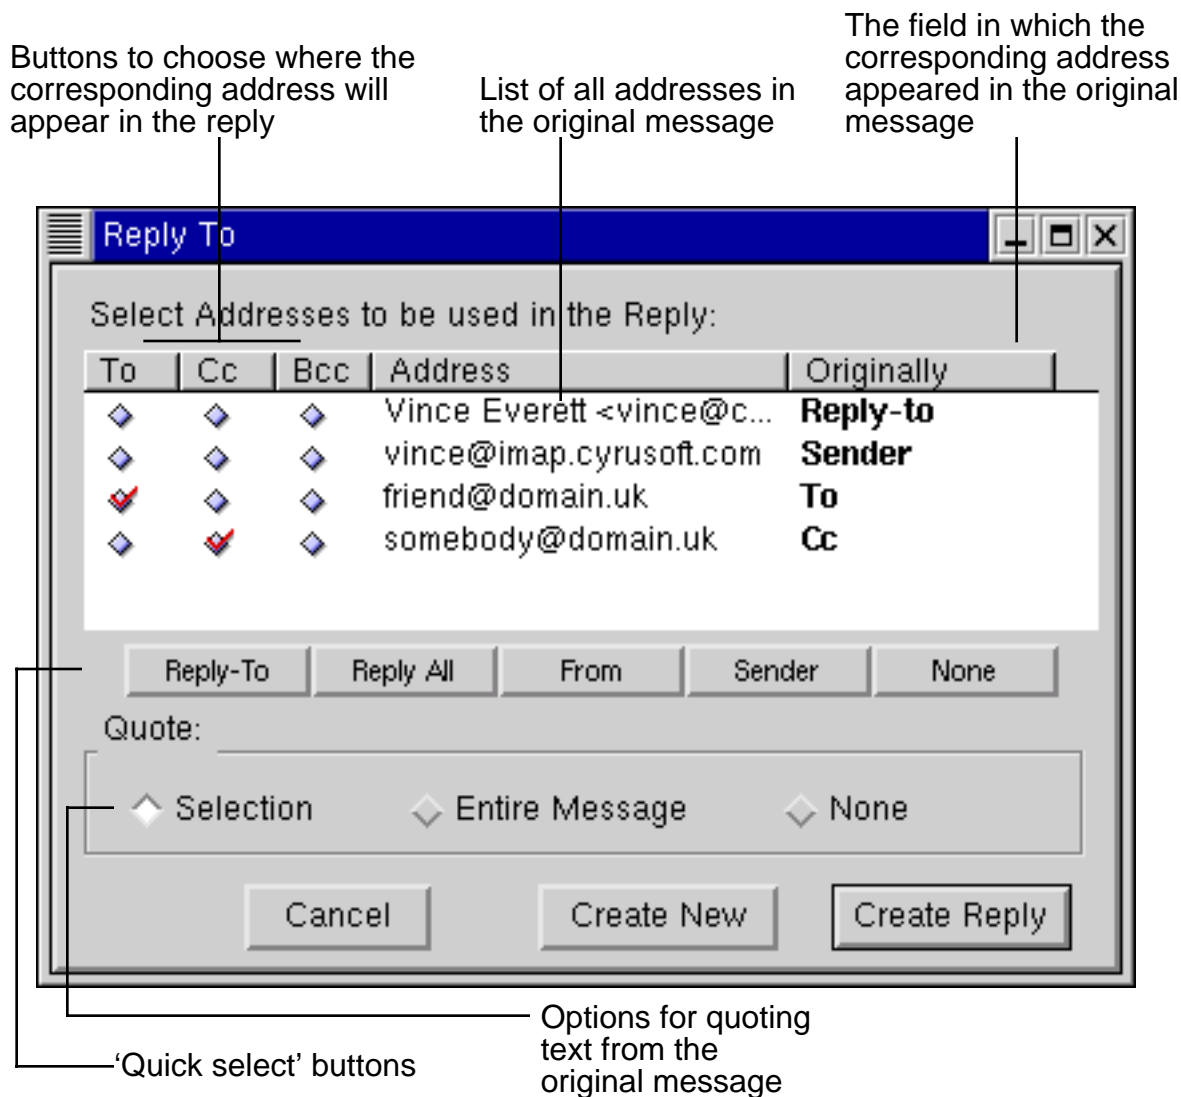 Buttons to choose where the
corresponding address will
appear in the reply
List of all addresses in
the original message
The field in which the
corresponding address
appeared in the original
message
Reply To
Select Addresses to be used in the Reply:
To Cc Bcc Address Originally
Vince Everett <vince@c... Reply-to
vince@imap.cyrusoft.com Sender
friend@domain.uk To
somebody@domain.uk Cc
Reply-To Reply All From Sender None
Quote:
Selection Entire Message None
Cancel Create New Create Reply
Options for quoting
text from the
original message
‘Quick select’ buttons